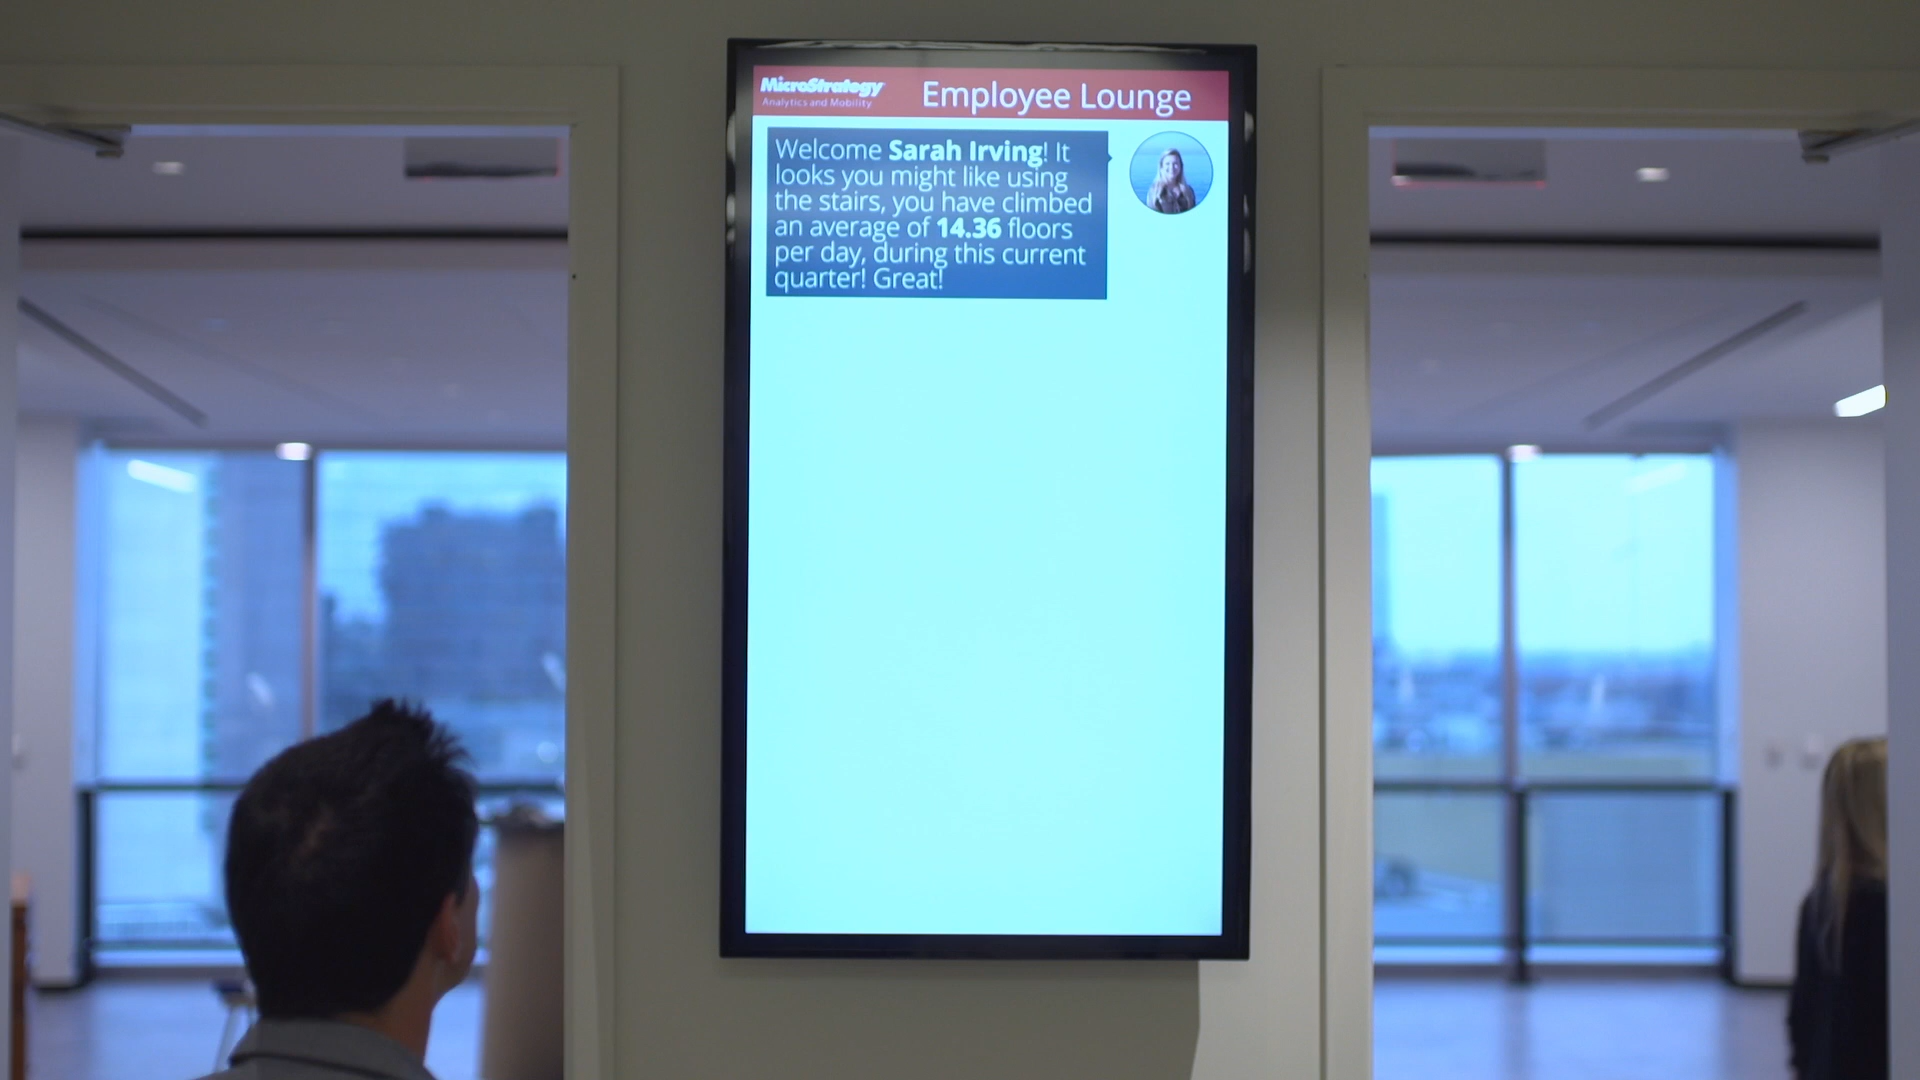 MicroStrategy
Analytics and Mobility
Employee Lounge
Welcome Sarah Irving! It
looks you might like using
the stairs, you have climbed
an average of 14.36 floors
per day, during this current
quarter! Great!